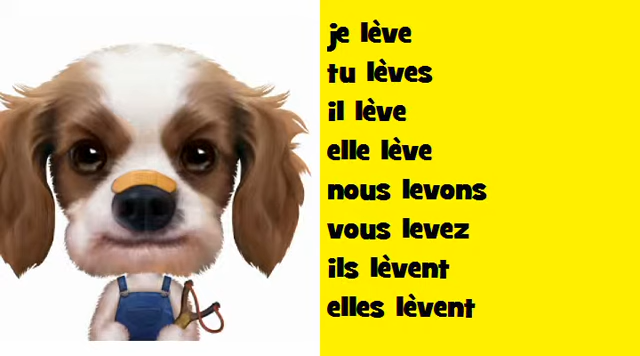 je lève
tu lèves
il lève
elle lève
nous levons
vous levez
ils lèvent
elles lèvent